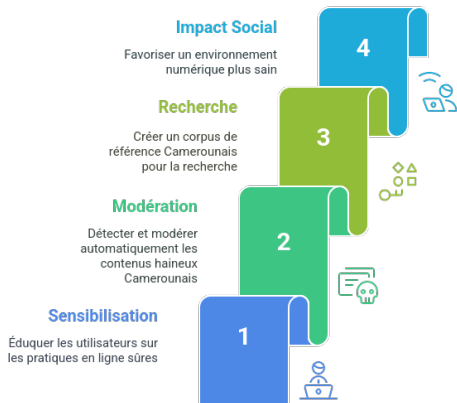 Impact Social
4
Favoriser un environnement
numérique plus sain
Recherche
3
Créer un corpus de
référence Camerounais
pour la recherche
Modération
2
Détecter et modérer
automatiquement les
contenus haineux
Camerounais
Sensibilisation
1
Éduquer les utilisateurs sur
les pratiques en ligne sûres